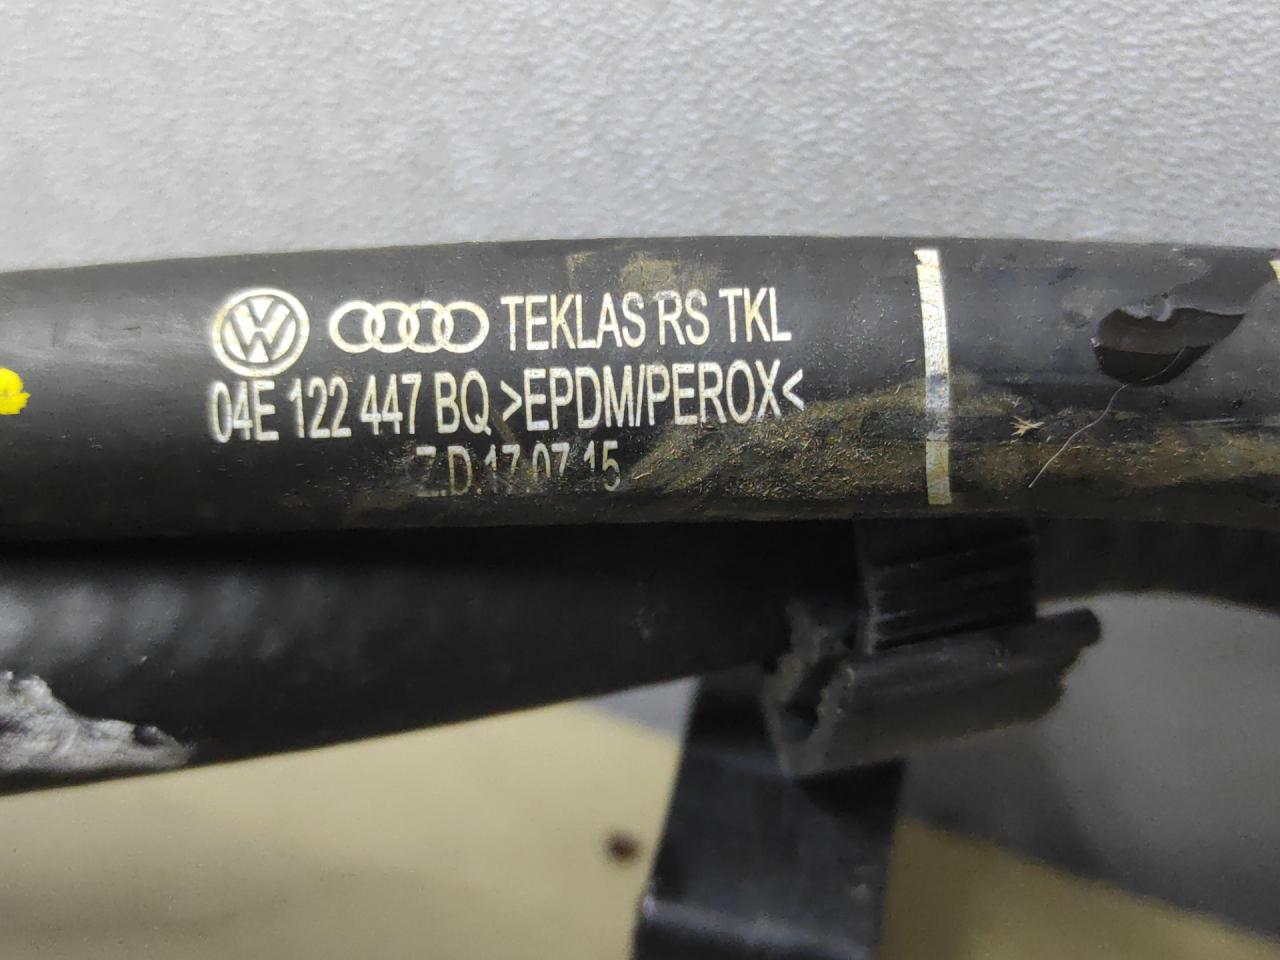 TEKLAS RS TKL
04E 122 447 BQ >EPDM/PEROX<
Z.D.17.07.15